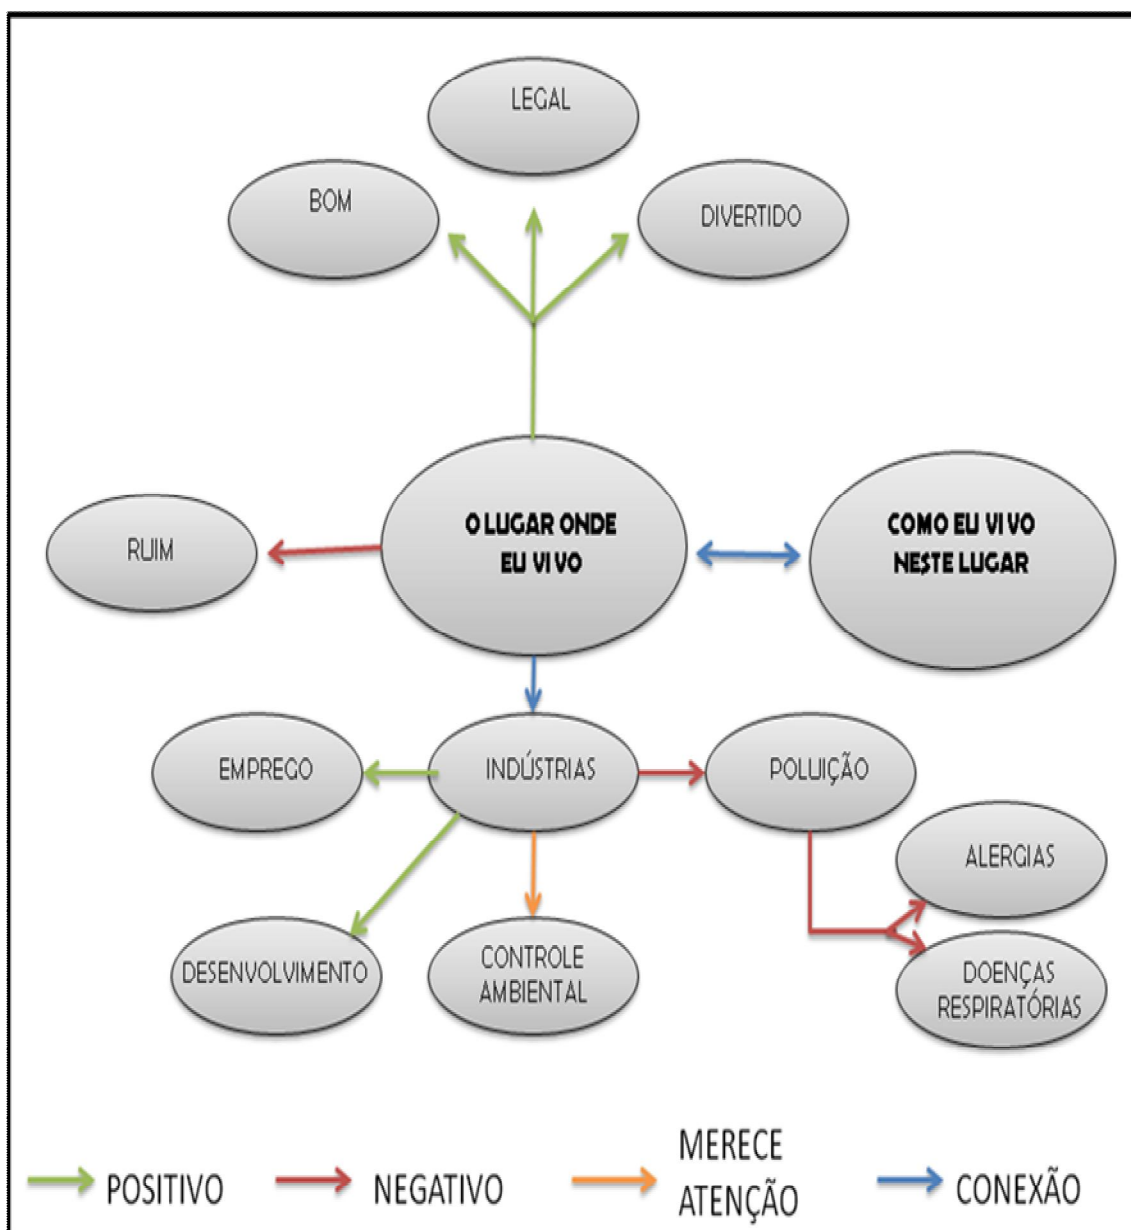 LEGAL
BOM
DIVERTIDO
O LUGAR ONDE
EU VIVO
COMO EU VIVO
NESTE LUGAR
RUIM
EMPREGO
INDÚSTRIAS
POLUIÇÃO
ALERGIAS
DESENVOLVIMENTO
CONTROLE
AMBIENTAL
DOENÇAS
RESPIRATÓRIAS
POSITIVO
NEGATIVO
MERECE
ATENÇÃO
CONEXÃO